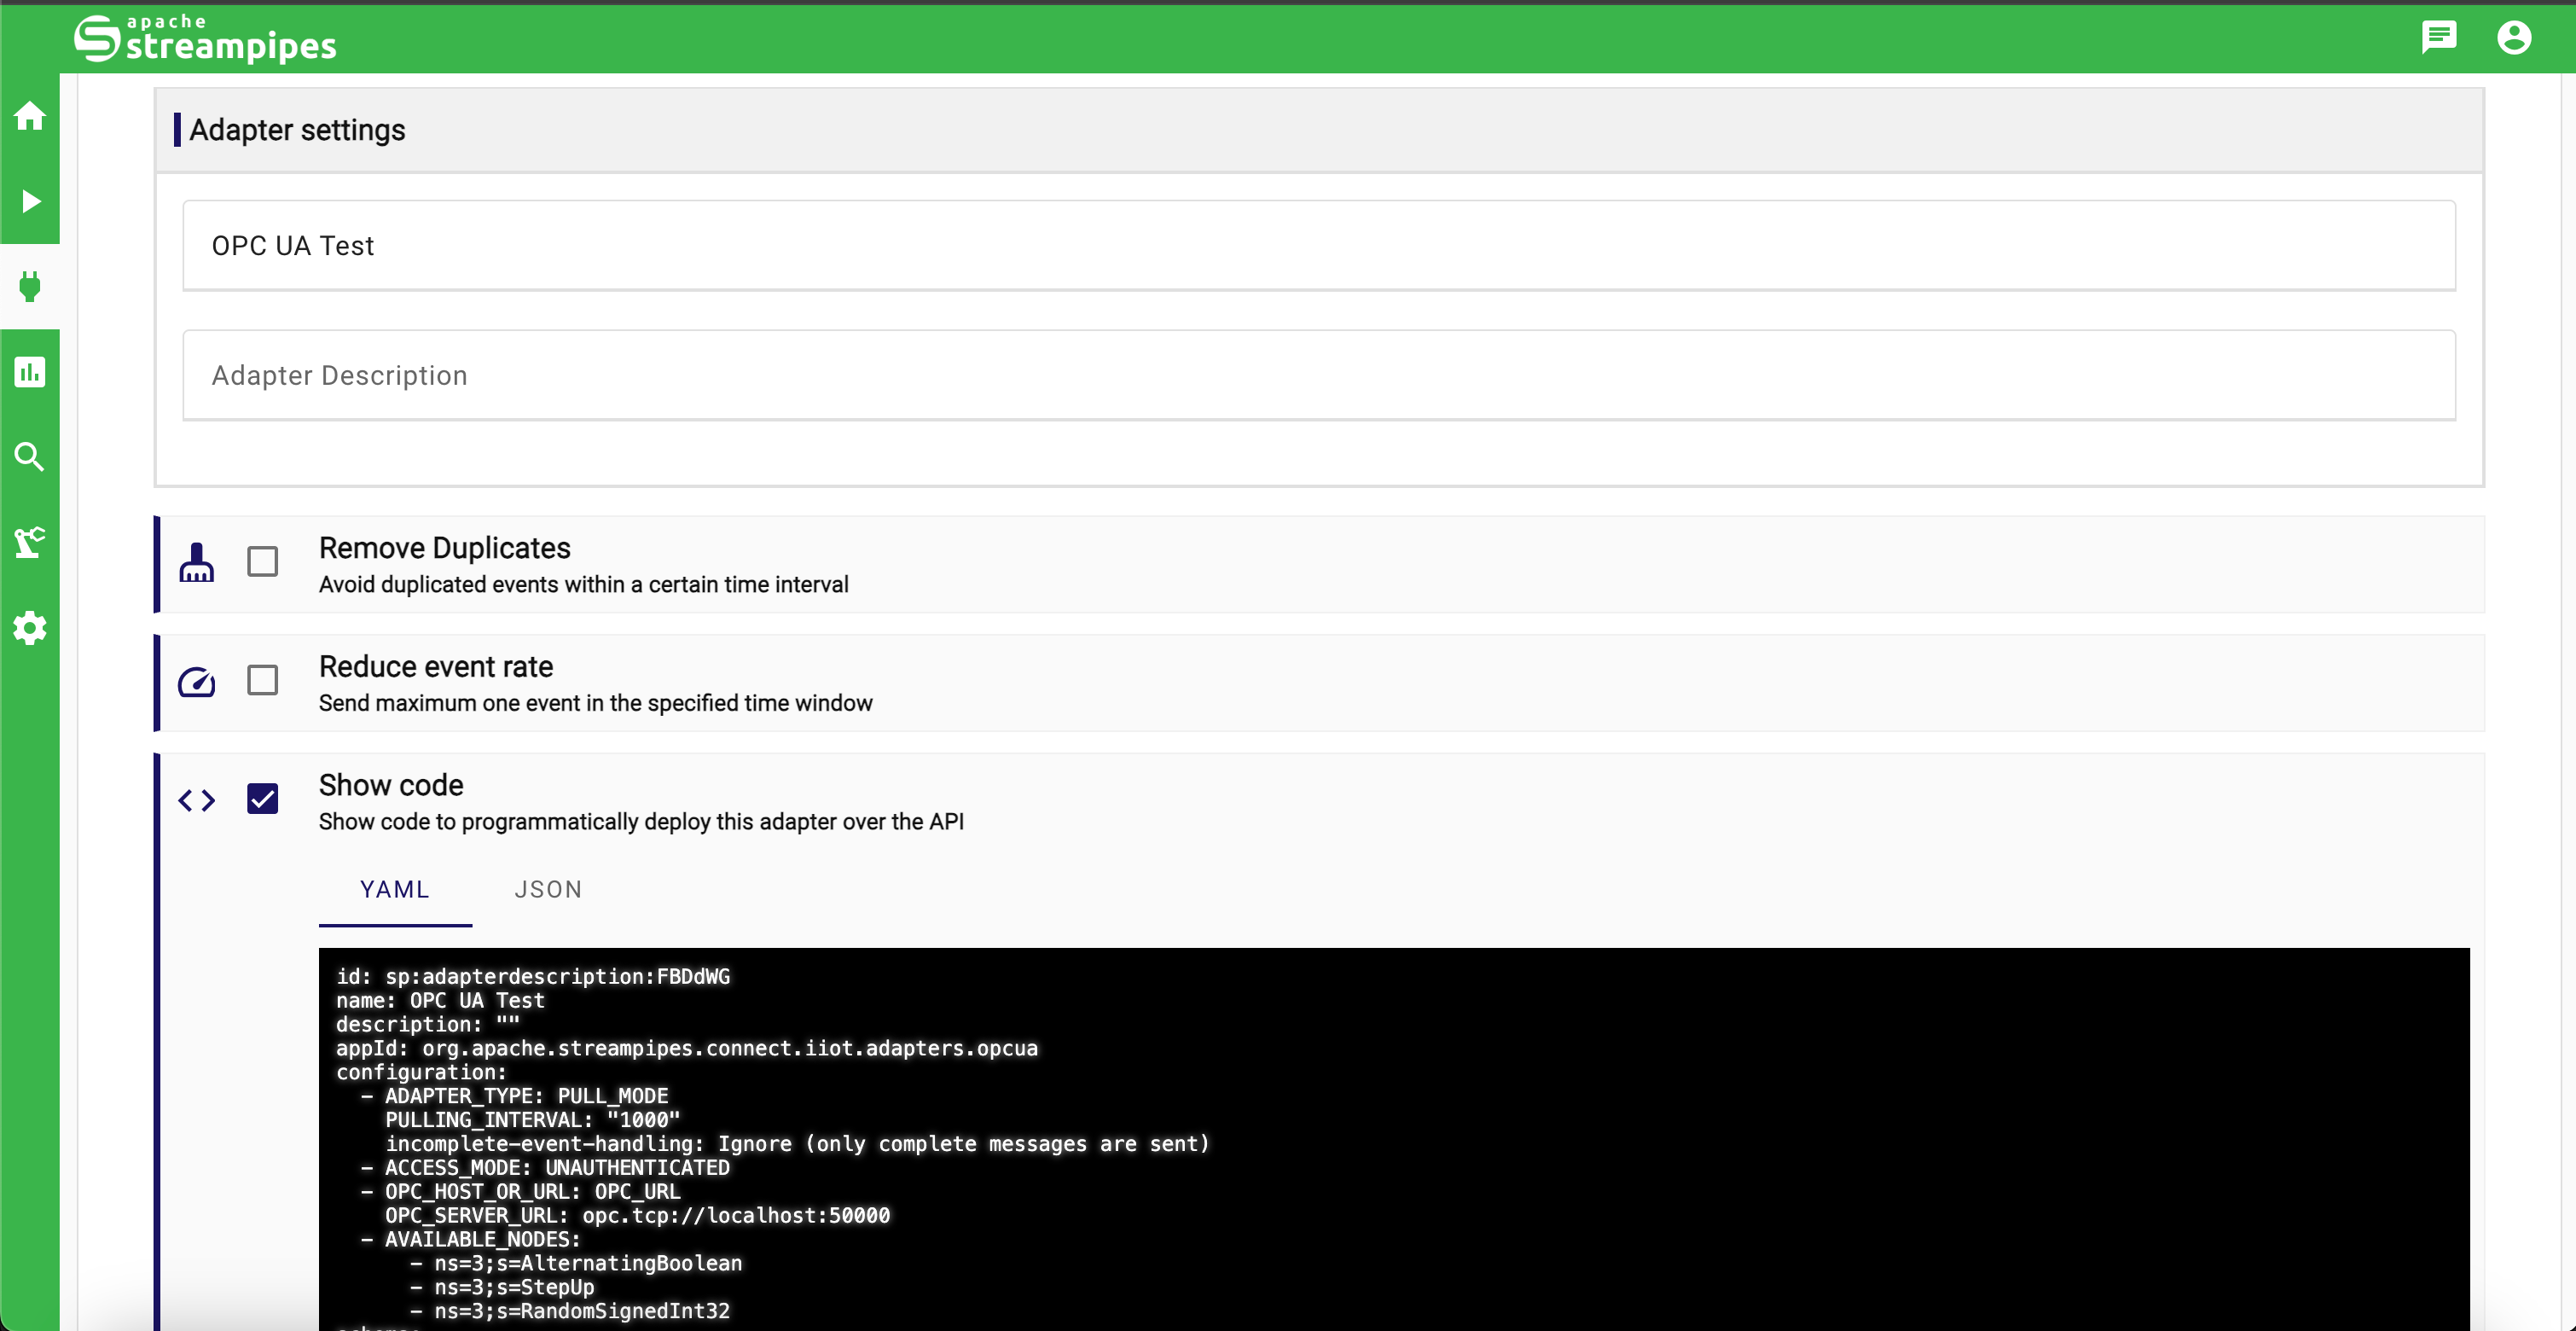 apache
streampipes
Adapter settings
OPC UA Test
Adapter Description
Remove Duplicates
Avoid duplicated events within a certain time interval
Reduce event rate
Send maximum one event in the specified time window
Show code
Show code to programmatically deploy this adapter over the API
YAML JSON
id: sp:adapterdescription:FBDdWG
name: OPC UA Test
description: ""
appId: org.apache.streampipes.connect.iiot.adapters.opcua
configuration:
- ADAPTER_TYPE: PULL_MODE
PULLING_INTERVAL: "1000"
incomplete-event-handling: Ignore (only complete messages are sent)
- ACCESS_MODE: UNAUTHENTICATED
- OPC_HOST_OR_URL: OPC_URL
OPC_SERVER_URL: opc.tcp://localhost:50000
- AVAILABLE_NODES:
- ns=3;s=AlternatingBoolean
- ns=3;s=StepUp
- ns=3;s=RandomSignedInt32